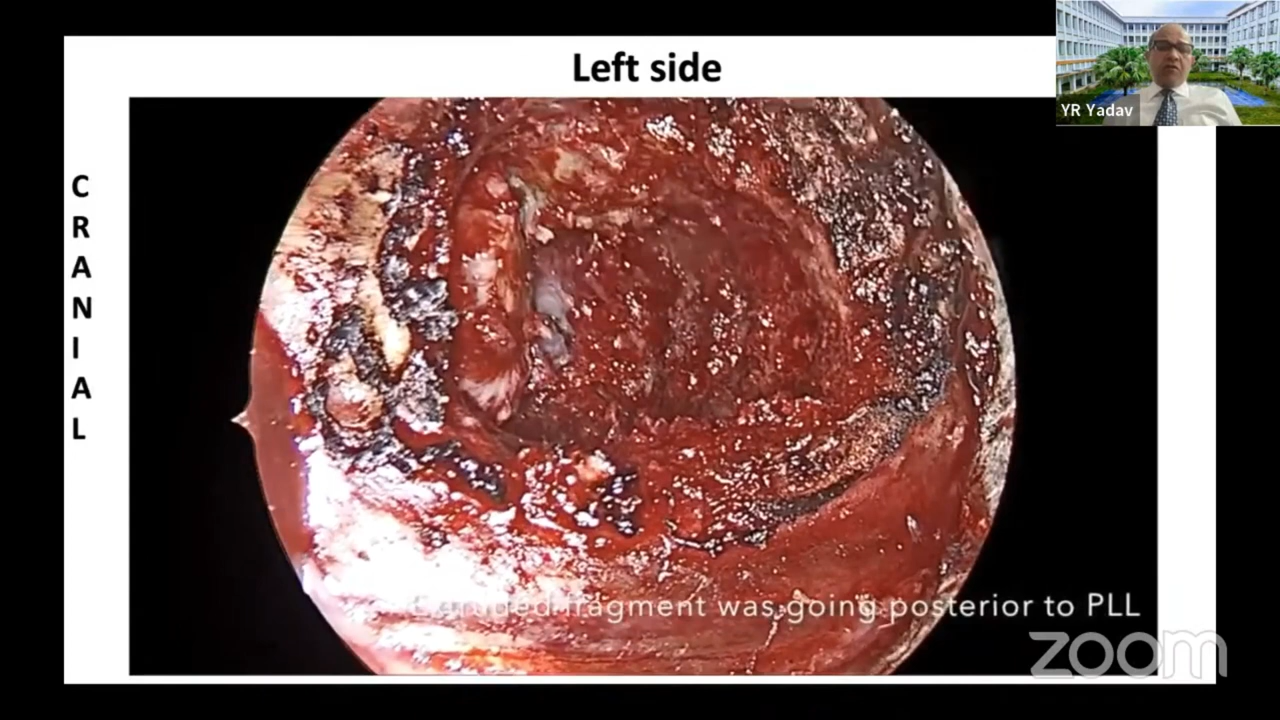 Left side
YR Yadav
CRANIAL
fragment was going posterior to PLL
zoom